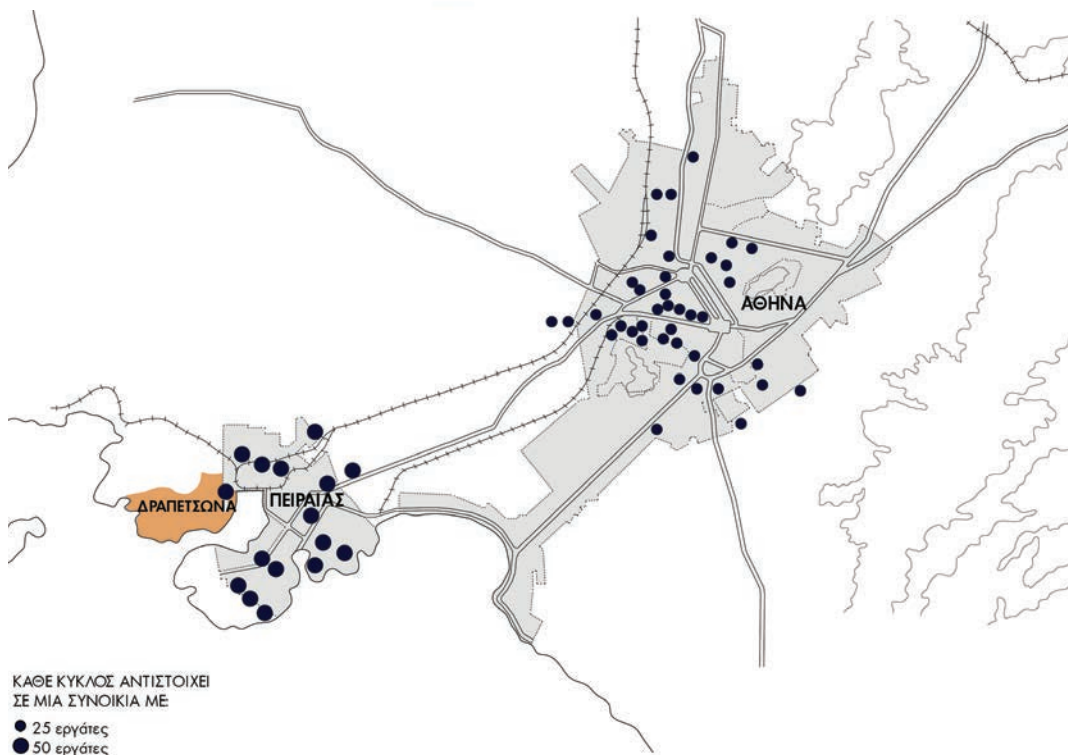 ΑΘΗΝΑ
ΔΡΑΠΕΤΣΩΝΑ
ΠΕΙΡΑΙΑΣ
ΚΑΘΕ ΚΥΚΛΟΣ ΑΝΤΙΣΤΟΙΧΕΙ
ΣΕ ΜΙΑ ΣΥΝΟΙΚΙΑ ΜΕ:
25 εργάτες
50 εργάτες